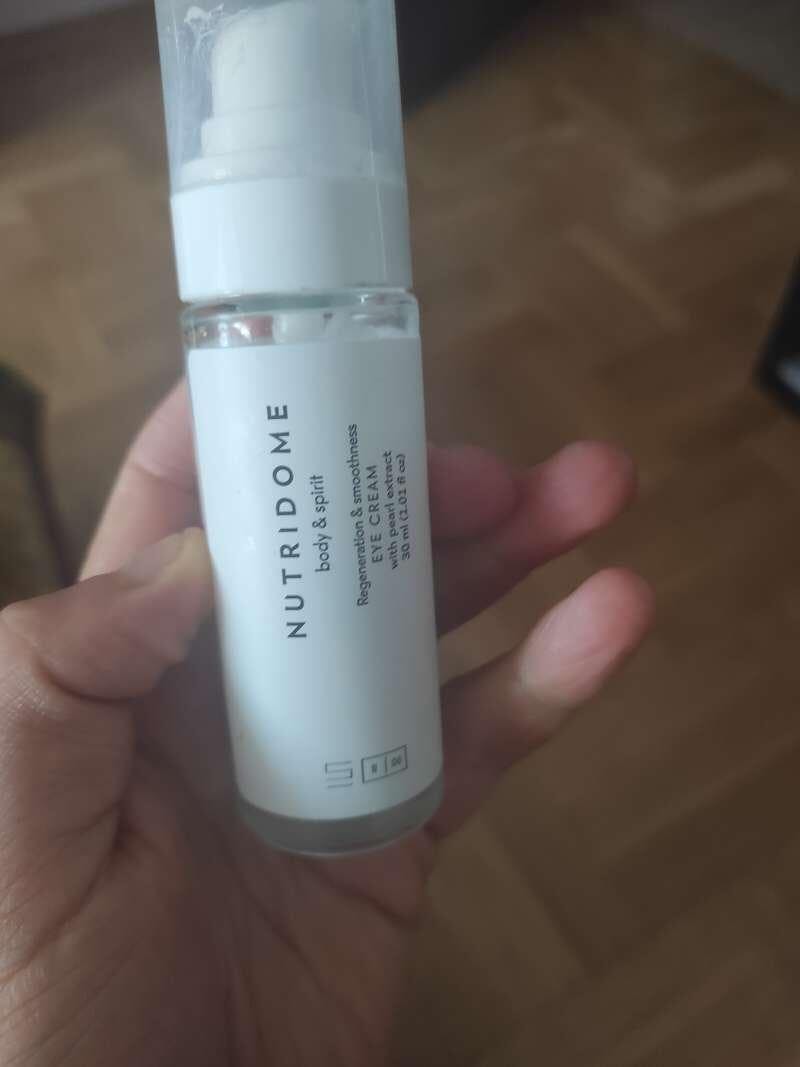 NUTRIDOME
body & spirit
Regeneration & smoothness
EYE CREAM
with pearl extract
30 ml (1.01 fl oz)